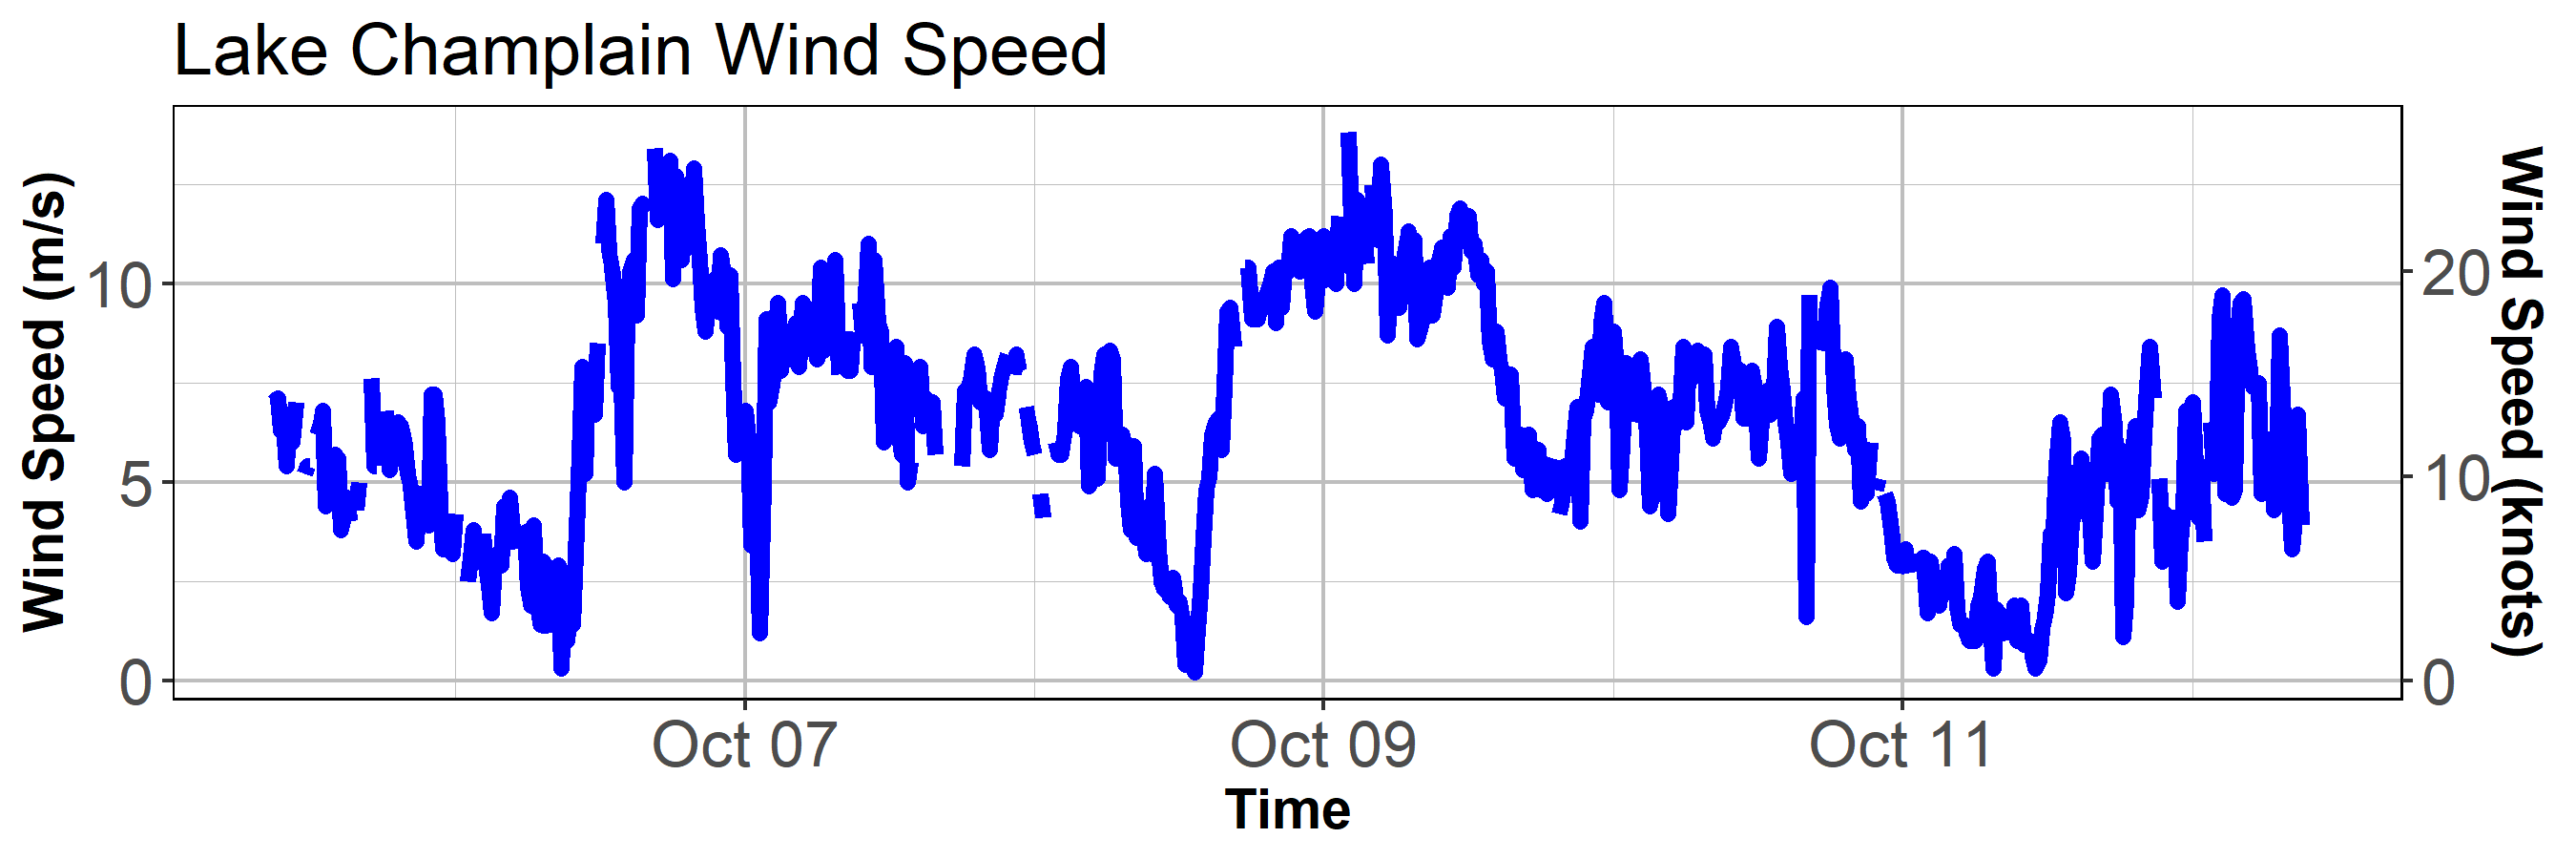 Lake Champlain Wind Speed
Wind Speed (m/s)
10
5
0
20
10
0
Wind Speed (knots)
Oct 07
Oct 09
Oct 11
Time